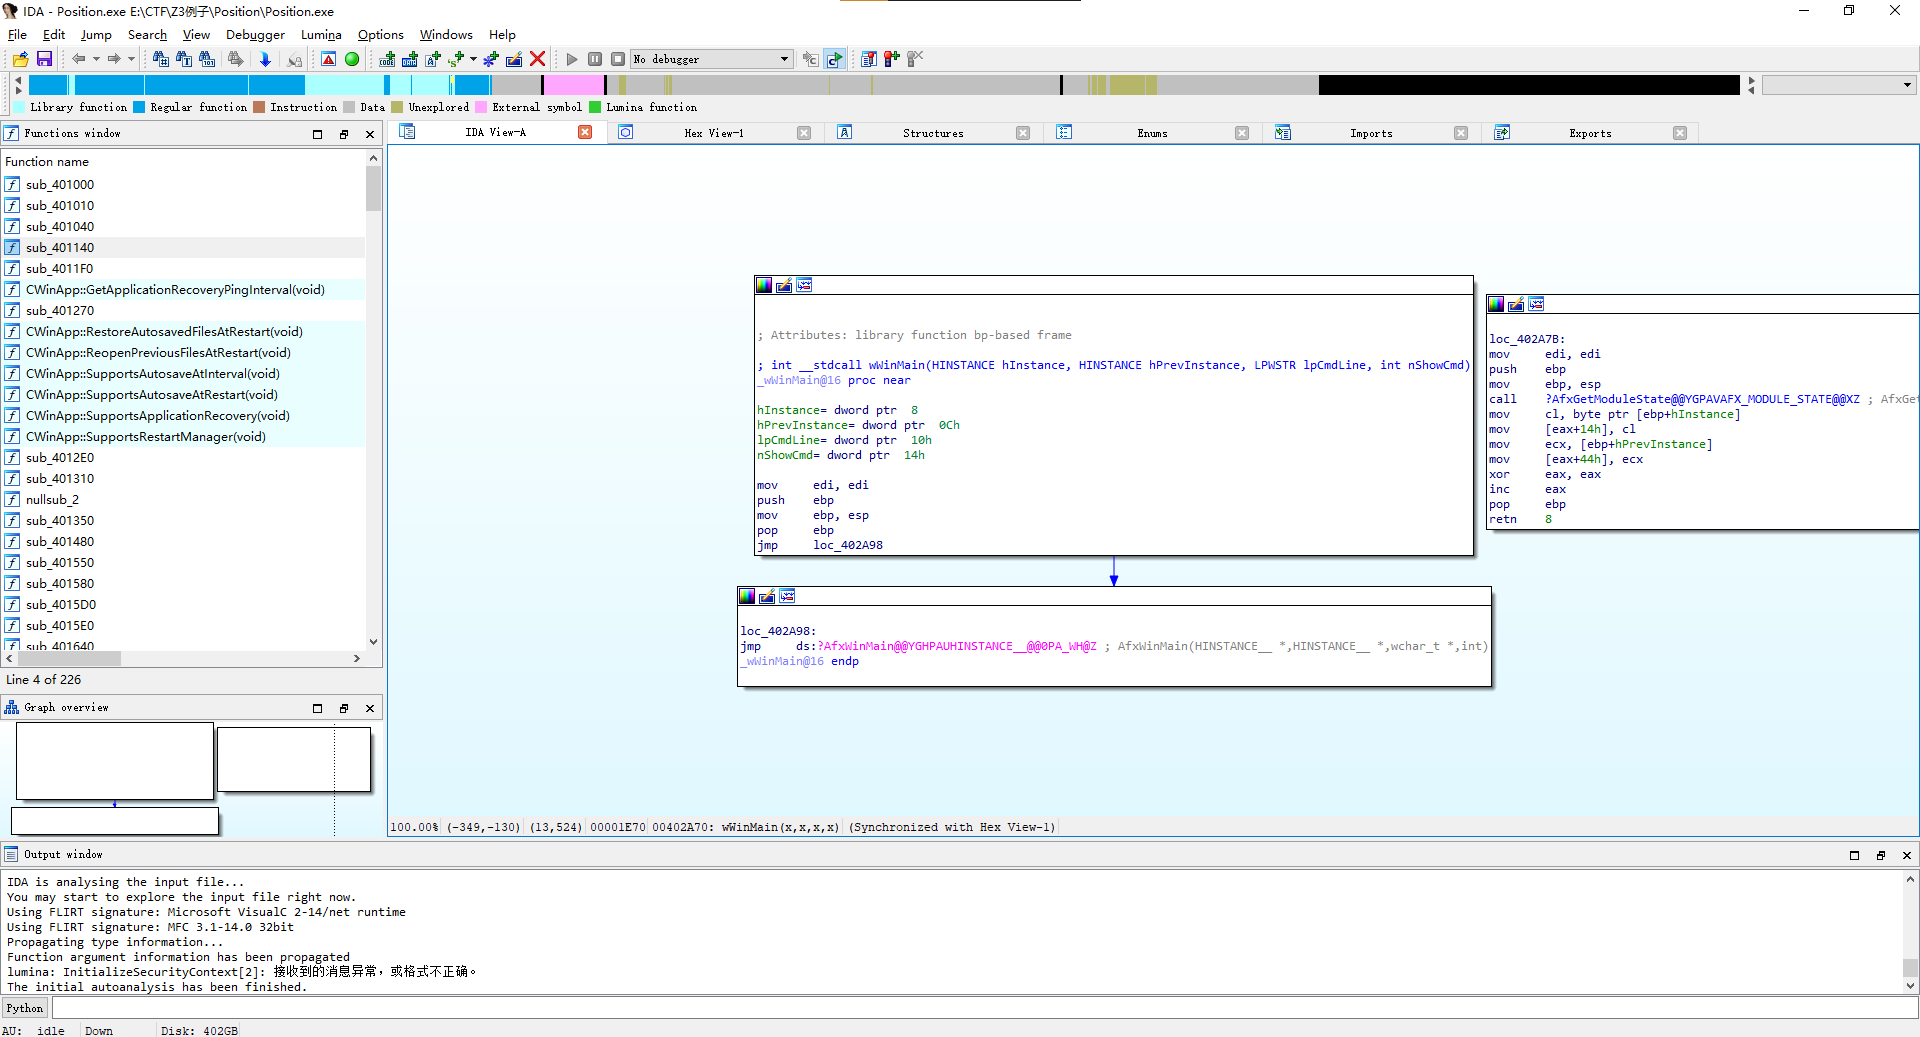 IDA - Position.exe E:\CTF\Z3例子\Position\Position.exe
File Edit Jump Search View Debugger Lumina Options Windows Help
No debugger
Library function Regular function Instruction Data Unexplored External symbol Lumina function
Functions window
IDA View-A Hex View-1 Structures Enums Imports Exports
Function name
sub_401000
sub_401010
sub_401040
sub_401140
sub_4011F0
CWinApp::GetApplicationRecoveryPingInterval(void)
sub_401270
CWinApp::RestoreAutosavedFilesAtRestart(void)
CWinApp::ReopenPreviousFilesAtRestart(void)
CWinApp::SupportsAutosaveAtInterval(void)
CWinApp::SupportsAutosaveAtRestart(void)
CWinApp::SupportsApplicationRecovery(void)
CWinApp::SupportsRestartManager(void)
sub_4012E0
sub_401310
nullsub_2
sub_401350
sub_401480
sub_401550
sub_401580
sub_4015D0
sub_4015E0
sub_401640
Line 4 of 226
Graph overview
; Attributes: library function bp-based frame
; int __stdcall wWinMain(HINSTANCE hInstance, HINSTANCE hPrevInstance, LPWSTR lpCmdLine, int nShowCmd)
_wWinMain@16 proc near
hInstance= dword ptr  8
hPrevInstance= dword ptr  0Ch
lpCmdLine= dword ptr  10h
nShowCmd= dword ptr  14h
mov     edi, edi
push    ebp
mov     ebp, esp
pop     ebp
jmp     loc_402A98
loc_402A98:
jmp     ds:?AfxWinMain@@YGHPAUHINSTANCE__@@0PA_WH@Z ; AfxWinMain(HINSTANCE__ *,HINSTANCE__ *,wchar_t *,int)
_wWinMain@16 endp
loc_402A7B:
mov     edi, edi
push    ebp
mov     ebp, esp
call    ?AfxGetModuleState@@YGPAVAFX_MODULE_STATE@@XZ ; AfxGe
mov     cl, byte ptr [ebp+hInstance]
mov     [eax+14h], cl
mov     ecx, [ebp+hPrevInstance]
mov     [eax+44h], ecx
xor     eax, eax
inc     eax
pop     ebp
retn    8
100.00% (-349,-130) (13,524) 00001E70 00402A70: wWinMain(x,x,x,x) (Synchronized with Hex View-1)
Output window
IDA is analysing the input file...
You may start to explore the input file right now.
Using FLIRT signature: Microsoft VisualC 2-14/net runtime
Using FLIRT signature: MFC 3.1-14.0 32bit
Propagating type information...
Function argument information has been propagated
lumina: InitializeSecurityContext[2]: 接收到的消息异常，或格式不正确。
The initial autoanalysis has been finished.
Python
AU: idle Down Disk: 402GB